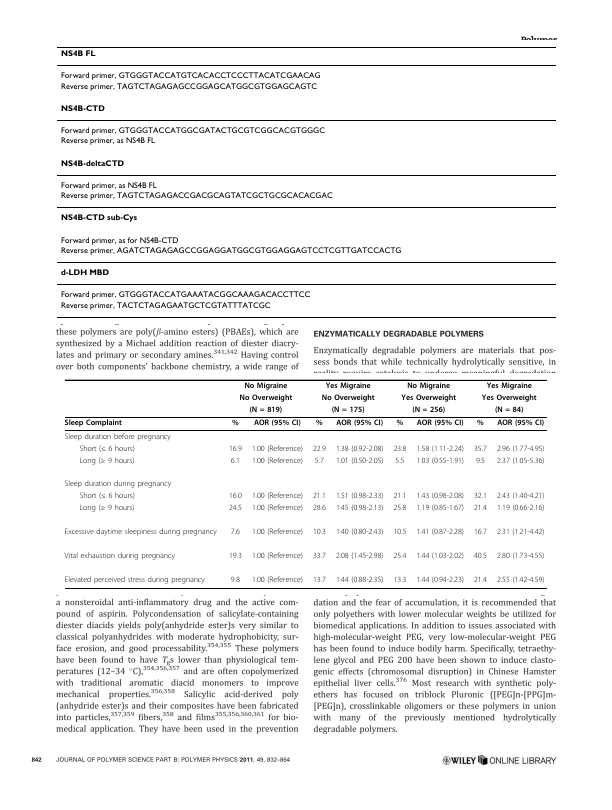 Polymer
NS4B FL
Forward primer, GTGGGTACCATGTCACACCTCCCTTACATCGAACAG
Reverse primer, TAGTCTAGAGAGCCGGAGCATGGCGTGGAGCAGTC
NS4B-CTD
Forward primer, GTGGGTACCATGGCGATACTGCGTCGGCACGTGGGC
Reverse primer, as NS4B FL
NS4B-deltaCTD
Forward primer, as NS4B FL
Reverse primer, TAGTCTAGAGACCGACGCAGTATCGCTGCGCACACGAC
NS4B-CTD sub-Cys
Forward primer, as for NS4B-CTD
Reverse primer, AGATCTAGAGAGCCGGAGGATGGCGTGGAGGAGTCCTCGTTGATCCACTG
d-LDH MBD
Forward primer, GTGGGTACCATGAAATACGGCAAAGACACCTTCC
Reverse primer, TACTCTAGAGAATGCTCGTATTTATCGC
these polymers are poly(β-amino esters) (PBAEs), which are
synthesized by a Michael addition reaction of diester diacry-
lates and primary or secondary amines.341,342 Having control
over both components' backbone chemistry, a wide range of
ENZYMATICALLY DEGRADABLE POLYMERS
Enzymatically degradable polymers are materials that pos-
sess bonds that while technically hydrolytically sensitive, in
reality require catalysis to undergo meaningful degradation
No Migraine Yes Migraine No Migraine Yes Migraine
No Overweight No Overweight Yes Overweight Yes Overweight
(N = 819) (N = 175) (N = 256) (N = 84)
Sleep Complaint % AOR (95% CI) % AOR (95% CI) % AOR (95% CI) % AOR (95% CI)
Sleep duration before pregnancy
Short (≤ 6 hours) 16.9 1.00 (Reference) 22.9 1.38 (0.92-2.08) 23.8 1.58 (1.11-2.24) 35.7 2.96 (1.77-4.95)
Long (≥ 9 hours) 6.1 1.00 (Reference) 5.7 1.01 (0.50-2.05) 5.5 1.03 (0.55-1.91) 9.5 2.37 (1.05-5.36)
Sleep duration during pregnancy
Short (≤ 6 hours) 16.0 1.00 (Reference) 21.1 1.51 (0.98-2.33) 21.1 1.43 (0.98-2.08) 32.1 2.43 (1.40-4.21)
Long (≥ 9 hours) 24.5 1.00 (Reference) 28.6 1.45 (0.98-2.13) 25.8 1.19 (0.85-1.67) 21.4 1.19 (0.66-2.16)
Excessive daytime sleepiness during pregnancy 7.6 1.00 (Reference) 10.3 1.40 (0.80-2.43) 10.5 1.41 (0.87-2.28) 16.7 2.31 (1.21-4.42)
Vital exhaustion during pregnancy 19.3 1.00 (Reference) 33.7 2.08 (1.45-2.98) 25.4 1.44 (1.03-2.02) 40.5 2.80 (1.73-4.55)
Elevated perceived stress during pregnancy 9.8 1.00 (Reference) 13.7 1.44 (0.88-2.35) 13.3 1.44 (0.94-2.23) 21.4 2.55 (1.42-4.59)
a nonsteroidal anti-inflammatory drug and the active com-
pound of aspirin. Polycondensation of salicylate-containing
diester diacids yields poly(anhydride ester)s very similar to
classical polyanhydrides with moderate hydrophobicity, sur-
face erosion, and good processability.354,355 These polymers
have been found to have Tgs lower than physiological tem-
peratures (12–34 °C),354,356,357 and are often copolymerized
with traditional aromatic diacid monomers to improve
mechanical properties.356,358 Salicylic acid-derived poly
(anhydride ester)s and their composites have been fabricated
into particles,357,359 fibers,358 and films355,356,360,361 for bio-
medical application. They have been used in the prevention
dation and the fear of accumulation, it is recommended that
only polyethers with lower molecular weights be utilized for
biomedical applications. In addition to issues associated with
high-molecular-weight PEG, very low-molecular-weight PEG
has been found to induce bodily harm. Specifically, tetraethy-
lene glycol and PEG 200 have been shown to induce clasto-
genic effects (chromosomal disruption) in Chinese Hamster
epithelial liver cells.376 Most research with synthetic poly-
ethers has focused on triblock Pluronic ([PEG]n-[PPG]m-
[PEG]n), crosslinkable oligomers or these polymers in union
with many of the previously mentioned hydrolytically
degradable polymers.
842 JOURNAL OF POLYMER SCIENCE PART B: POLYMER PHYSICS 2011, 49, 832–864
WILEY ONLINE LIBRARY